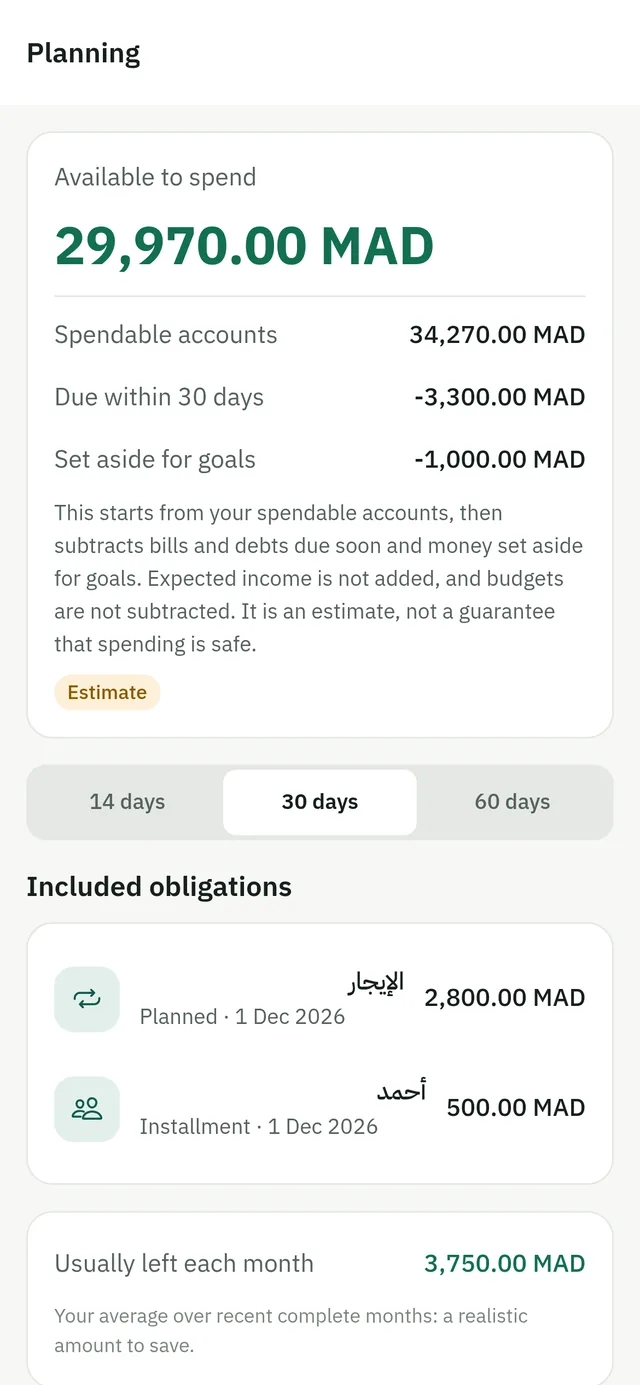 Planning
Available to spend
29,970.00 MAD
Spendable accounts 34,270.00 MAD
Due within 30 days -3,300.00 MAD
Set aside for goals -1,000.00 MAD
This starts from your spendable accounts, then
subtracts bills and debts due soon and money set aside
for goals. Expected income is not added, and budgets
are not subtracted. It is an estimate, not a guarantee
that spending is safe.
Estimate
14 days 30 days 60 days
Included obligations
الإيجار
2,800.00 MAD
Planned · 1 Dec 2026
أحمد
500.00 MAD
Installment · 1 Dec 2026
Usually left each month 3,750.00 MAD
Your average over recent complete months: a realistic
amount to save.